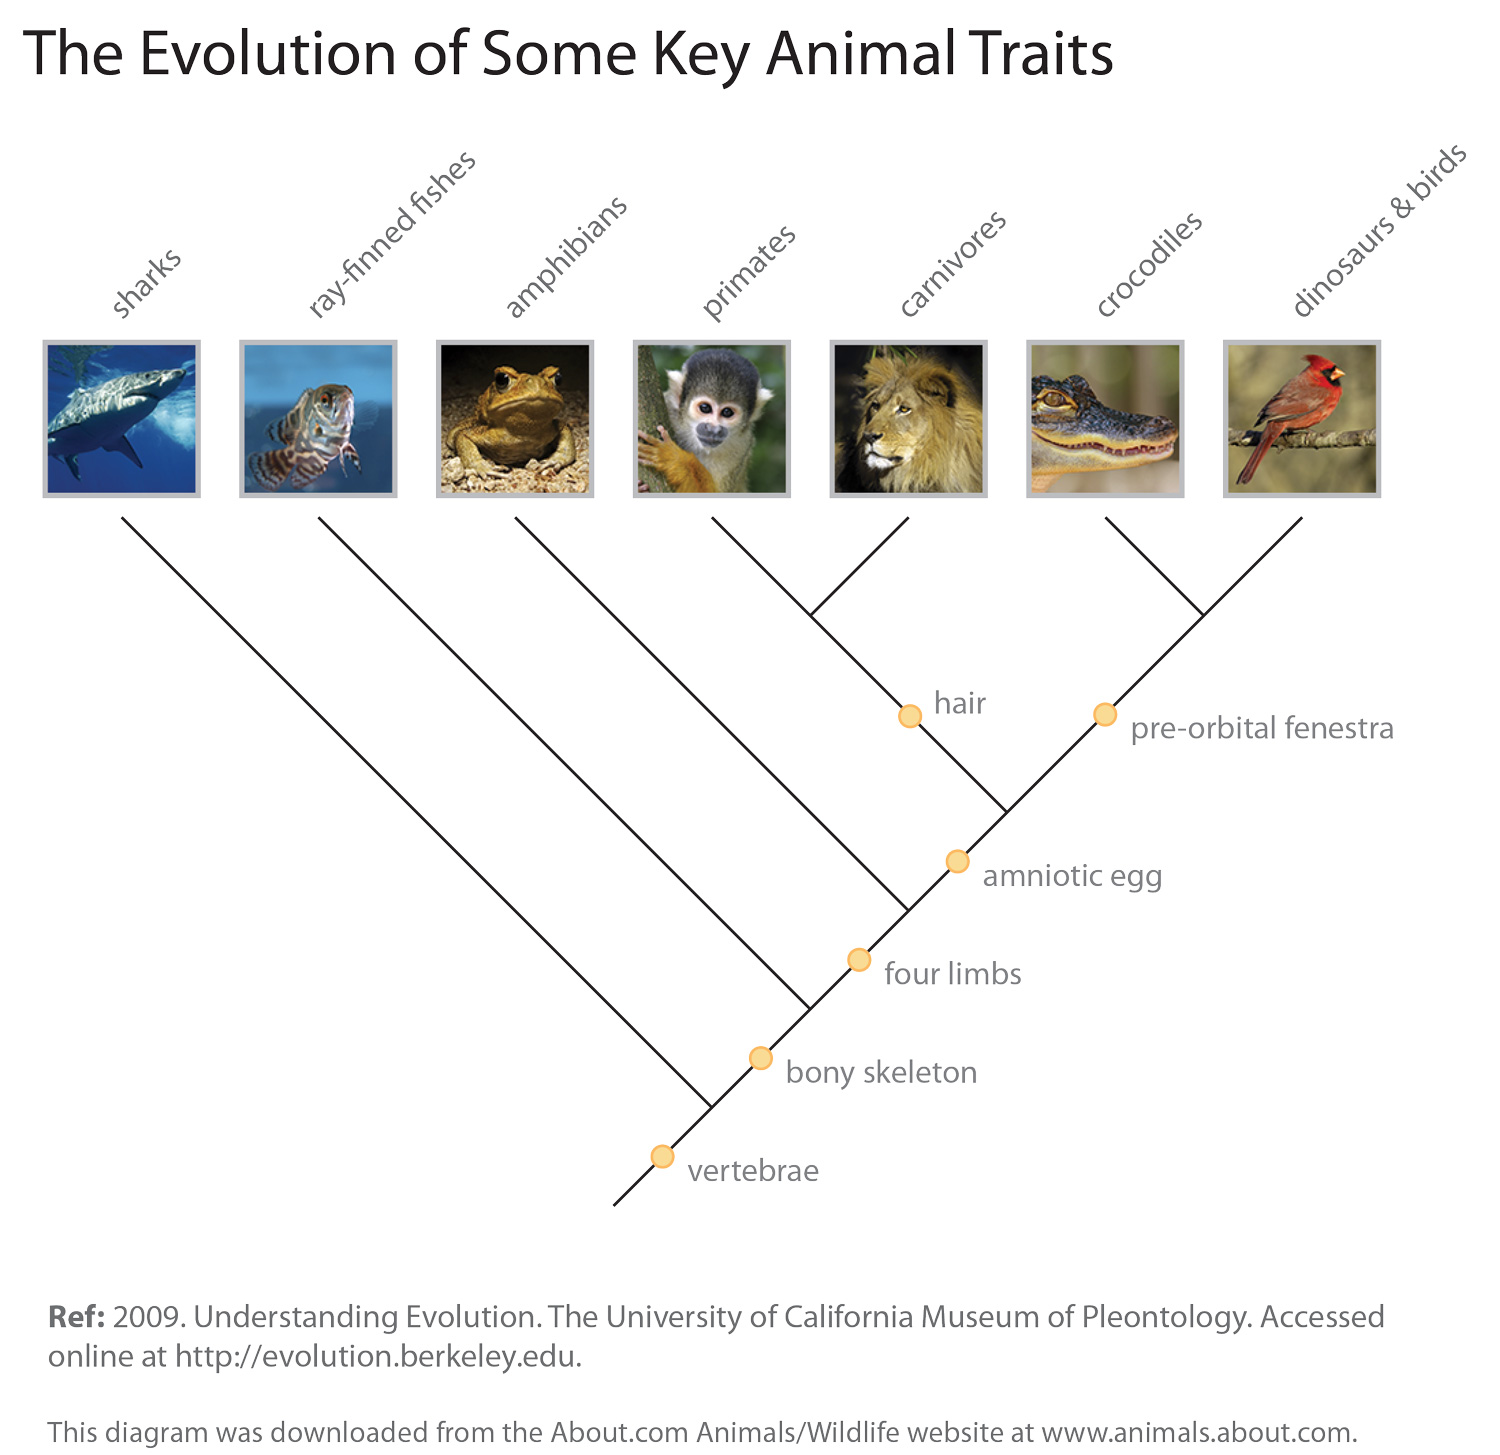 The Evolution of Some Key Animal Traits
sharks
ray-finned fishes
amphibians
primates
carnivores
crocodiles
dinosaurs & birds
hair
pre-orbital fenestra
amniotic egg
four limbs
bony skeleton
vertebrae
Ref: 2009. Understanding Evolution. The University of California Museum of Pleontology. Accessed
online at http://evolution.berkeley.edu.
This diagram was downloaded from the About.com Animals/Wildlife website at www.animals.about.com.